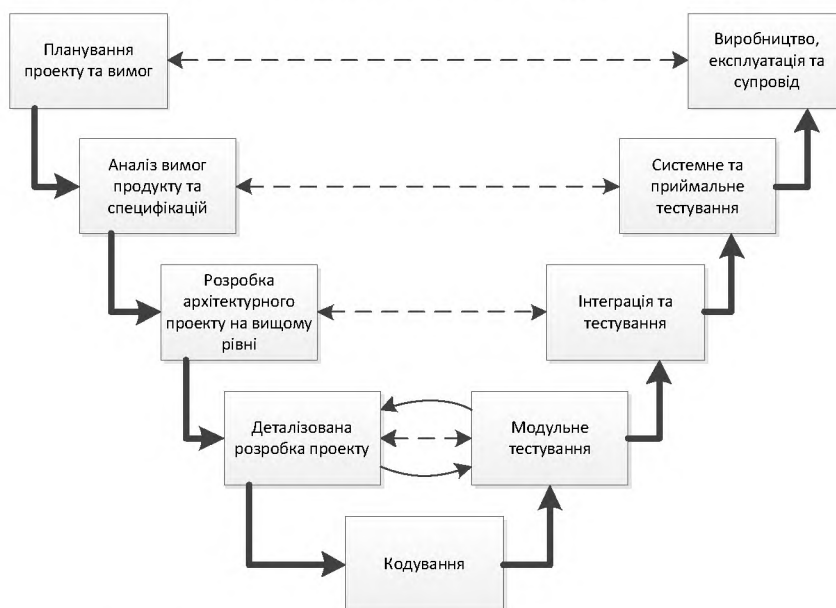 Планування
проекту та вимог
Виробництво,
експлуатація та
супровід
Аналіз вимог
продукту та
специфікацій
Системне та
приймальне
тестування
Розробка
архітектурного
проекту на вищому
рівні
Інтеграція та
тестування
Деталізована
розробка проекту
Модульне
тестування
Кодування